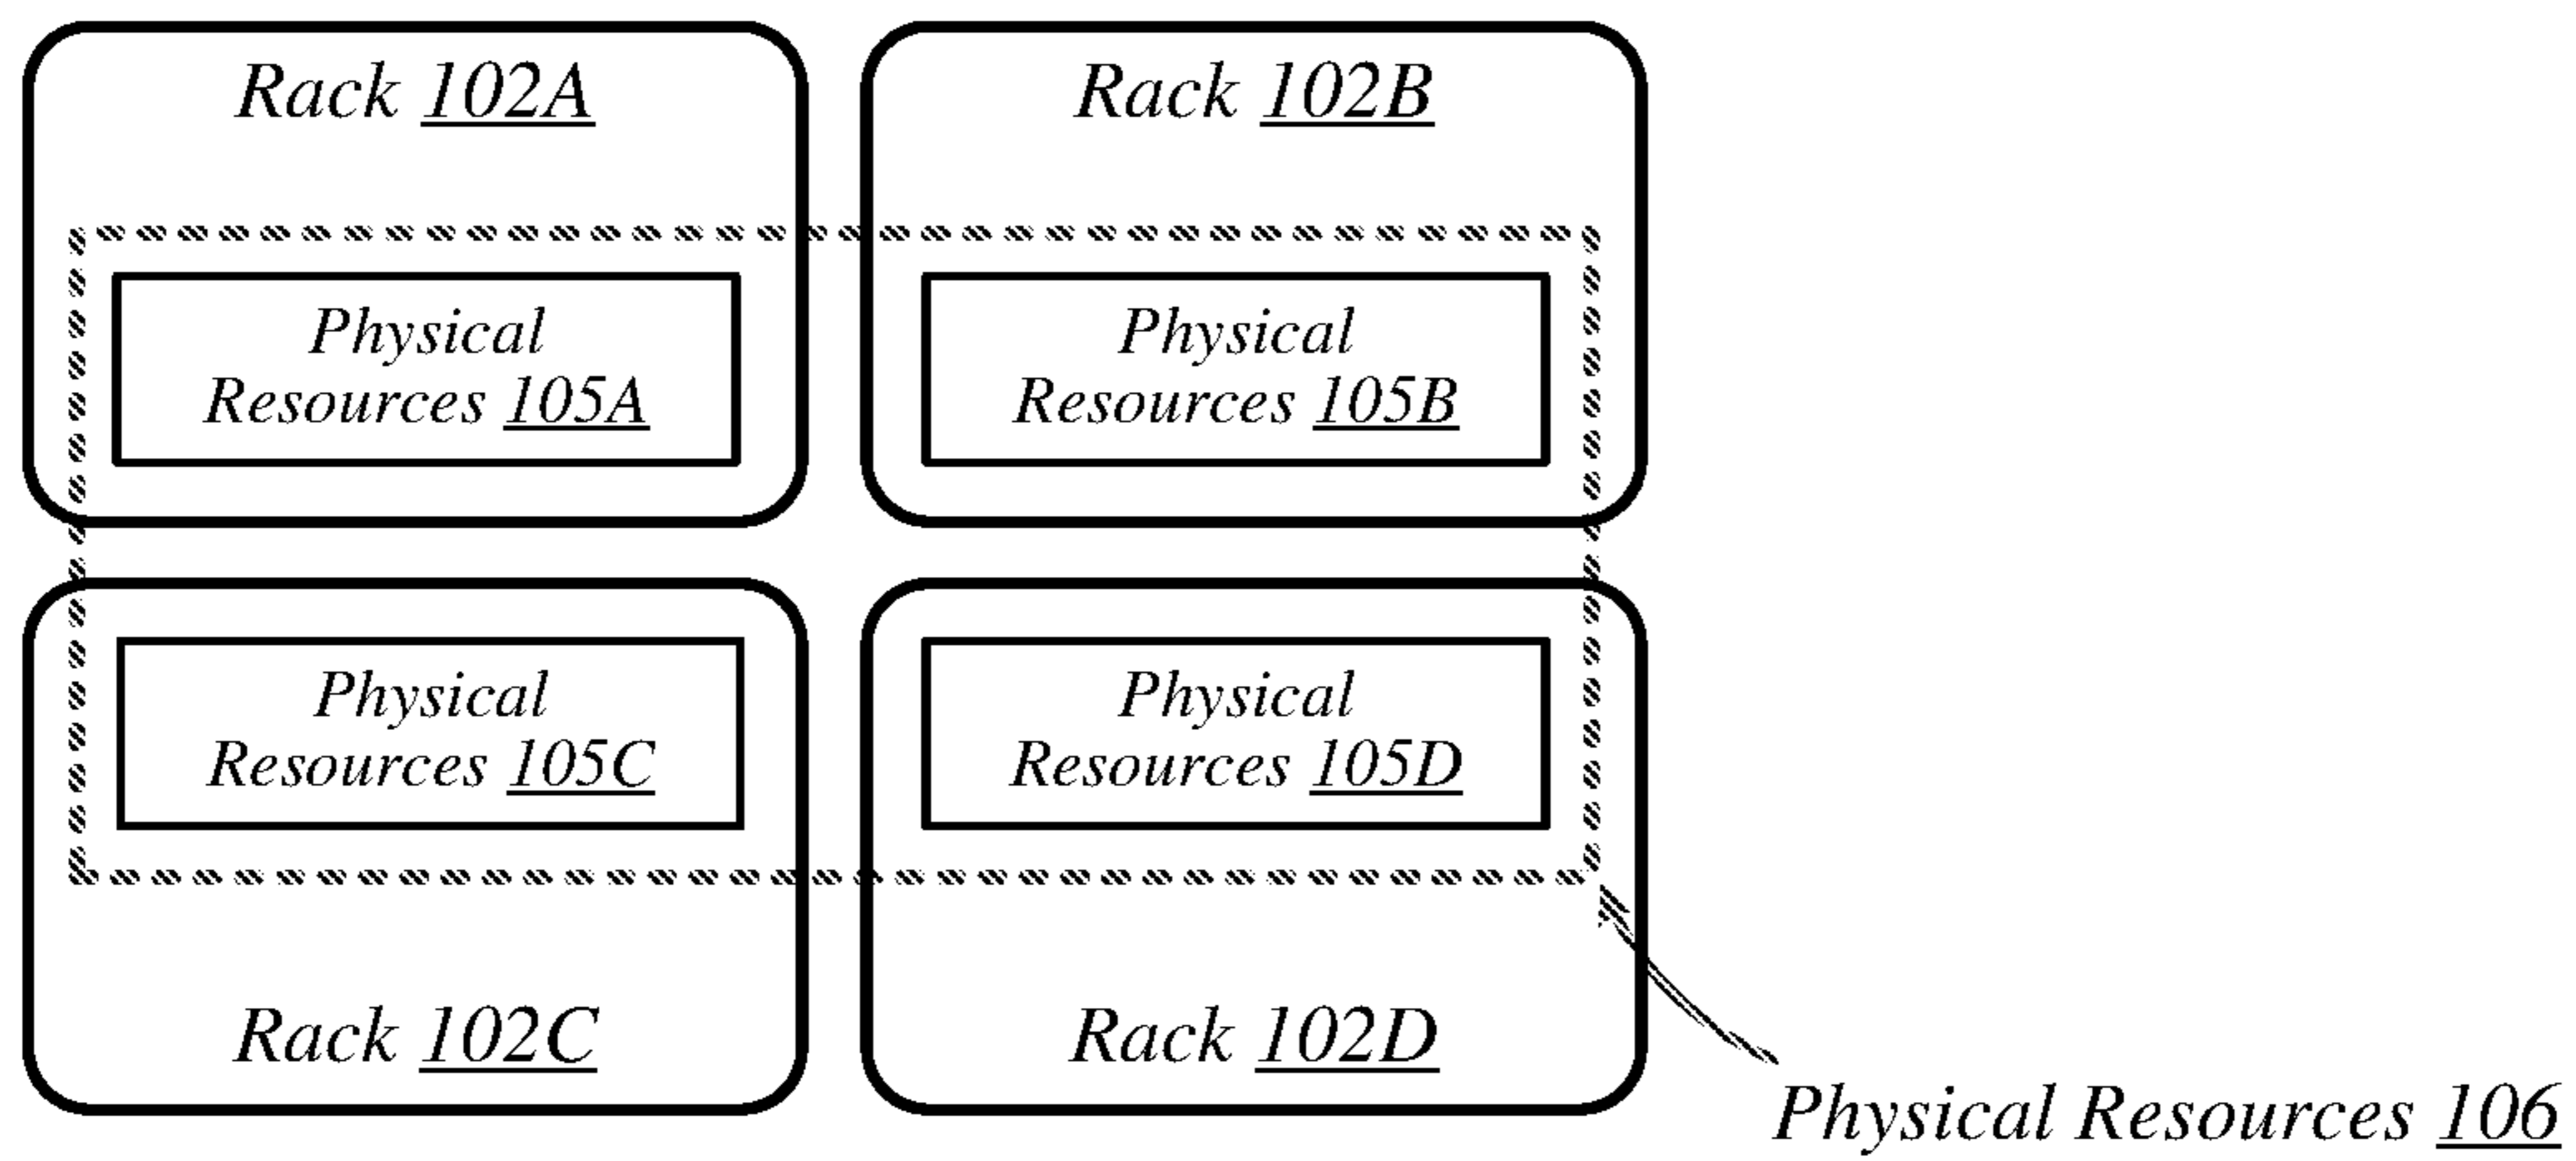 Rack 102A
Rack 102B
Physical
Resources 105A
Physical
Resources 105B
Physical
Resources 105C
Physical
Resources 105D
Rack 102C
Rack 102D
Physical Resources 106